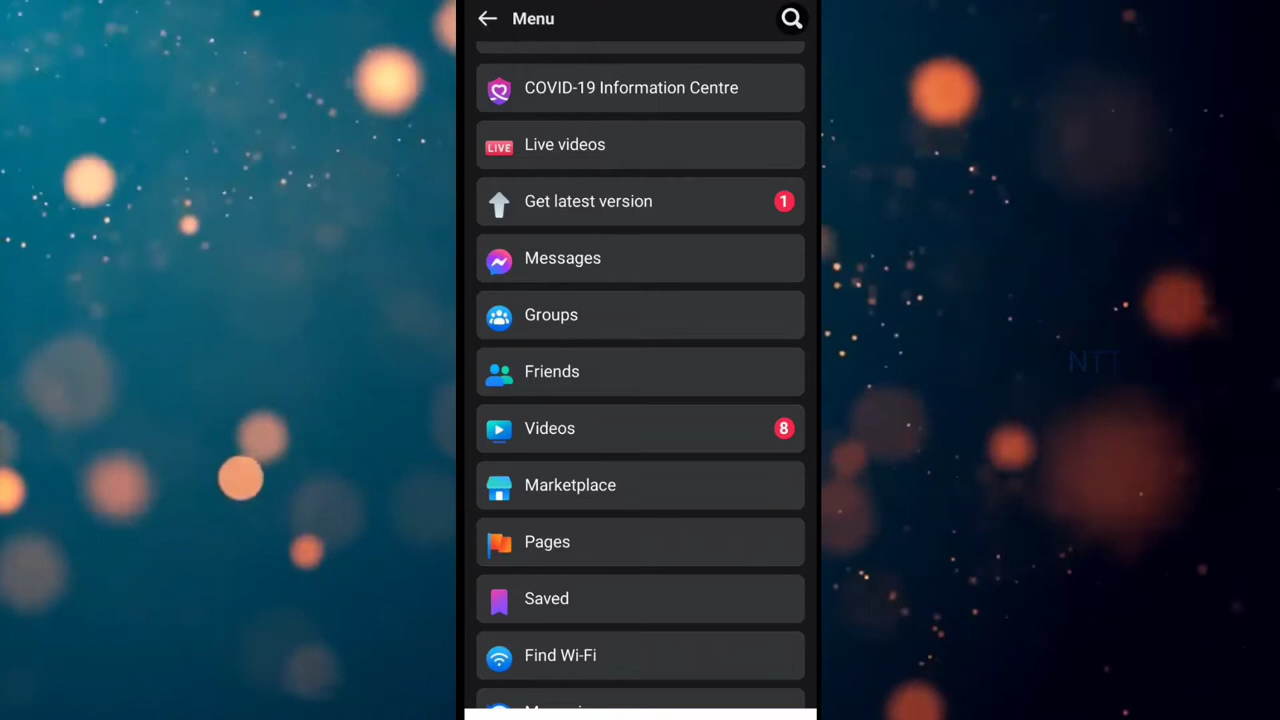 Menu
COVID-19 Information Centre
LIVE
Live videos
Get latest version
1
Messages
Groups
Friends
Videos
8
Marketplace
Pages
Saved
Find Wi-Fi
NTT